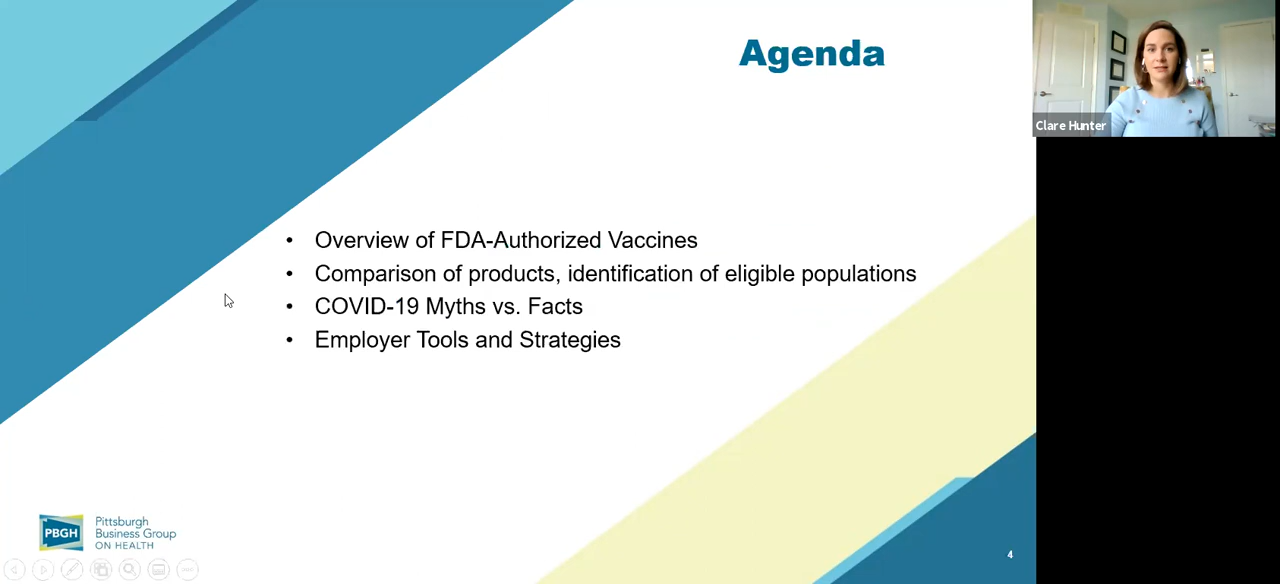 Agenda
Clare Hunter
• Overview of FDA-Authorized Vaccines
• Comparison of products, identification of eligible populations
• COVID-19 Myths vs. Facts
• Employer Tools and Strategies
PBGH
Pittsburgh
Business Group
ON HEALTH
4